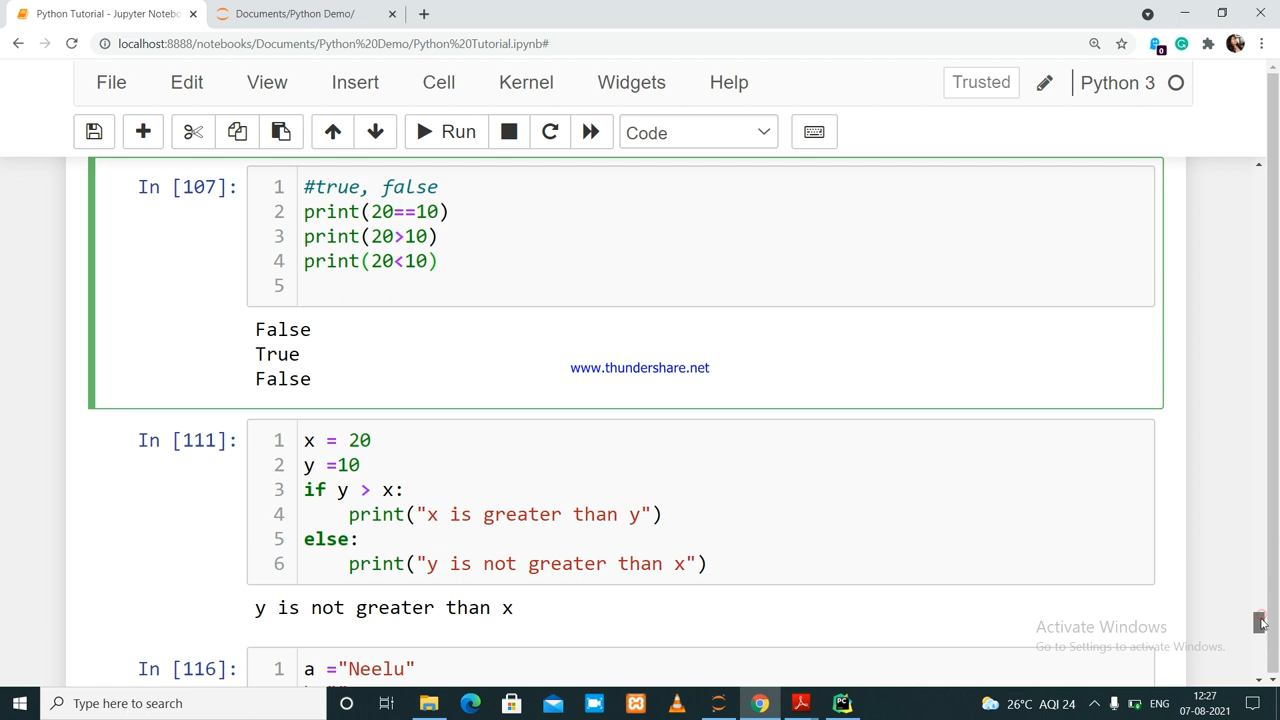 Python Tutorial - Jupyter Notebo
Documents/Python Demo/
localhost:8888/notebooks/Documents/Python%20Demo/Python%20Tutorial.ipynb#
0
File Edit View Insert Cell Kernel Widgets Help Trusted Python 3
Run Code
In [107]:
1 #true, false
2 print(20==10)
3 print(20>10)
4 print(20<10)
5
False
True
False
www.thundershare.net
In [111]:
1 x = 20
2 y =10
3 if y > x:
4 print("x is greater than y")
5 else:
6 print("y is not greater than x")
y is not greater than x
Activate Windows
Go to Settings to activate Windows.
In [116]:
1 a ="Neelu"
Type here to search
PC
26°C AQI 24
ENG
12:27
07-08-2021